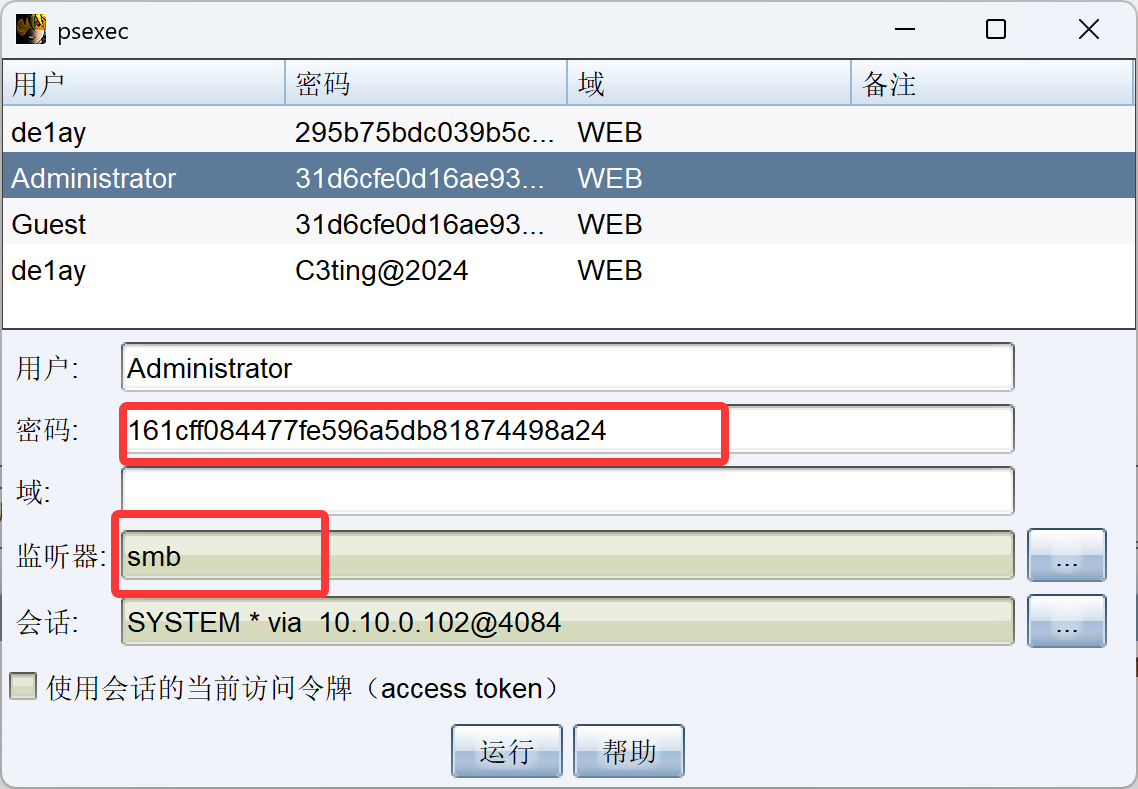 psexec
用户 密码 域 备注
de1ay 295b75bdc039b5c... WEB
Administrator 31d6cfe0d16ae93... WEB
Guest 31d6cfe0d16ae93... WEB
de1ay C3ting@2024 WEB
用户: Administrator
密码: 161cff084477fe596a5db81874498a24
域:
监听器: smb ...
会话: SYSTEM * via 10.10.0.102@4084 ...
使用会话的当前访问令牌（access token）
运行 帮助